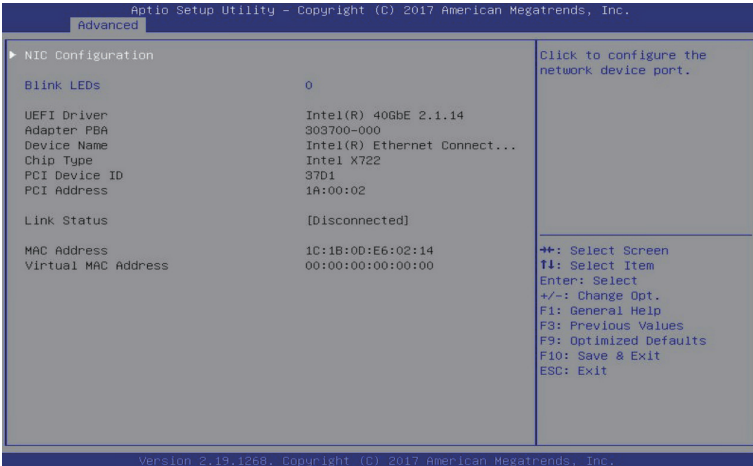 Aptio Setup Utility – Copyright (C) 2017 American Megatrends, Inc.
Advanced
NIC Configuration
Blink LEDs 0
UEFI Driver Intel(R) 40GbE 2.1.14
Adapter PBA 303700-000
Device Name Intel(R) Ethernet Connect...
Chip Type Intel X722
PCI Device ID 37D1
PCI Address 1A:00:02
Link Status [Disconnected]
MAC Address 1C:1B:0D:E6:02:14
Virtual MAC Address 00:00:00:00:00:00
Click to configure the
network device port.
→←: Select Screen
↑↓: Select Item
Enter: Select
+/-: Change Opt.
F1: General Help
F3: Previous Values
F9: Optimized Defaults
F10: Save & Exit
ESC: Exit
Version 2.19.1268. Copyright (C) 2017 American Megatrends, Inc.